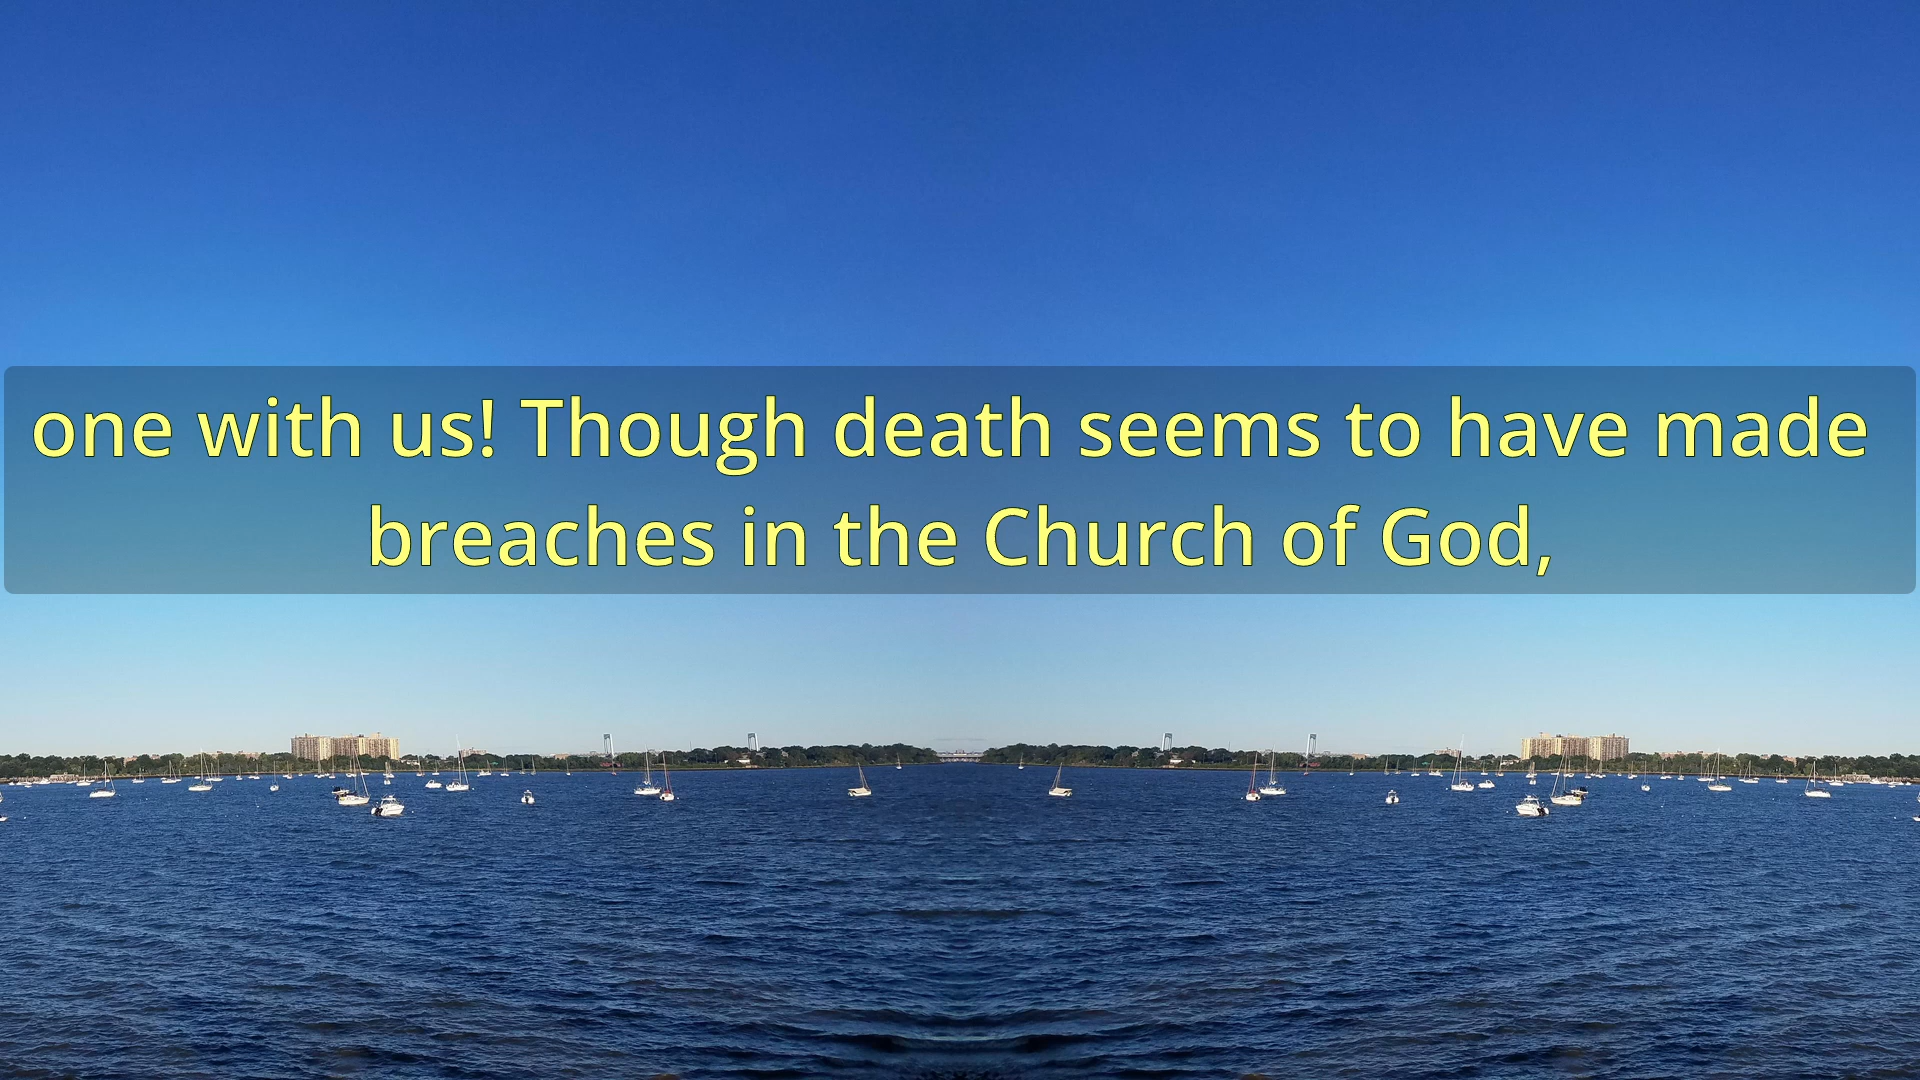 one with us! Though death seems to have made
breaches in the Church of God,